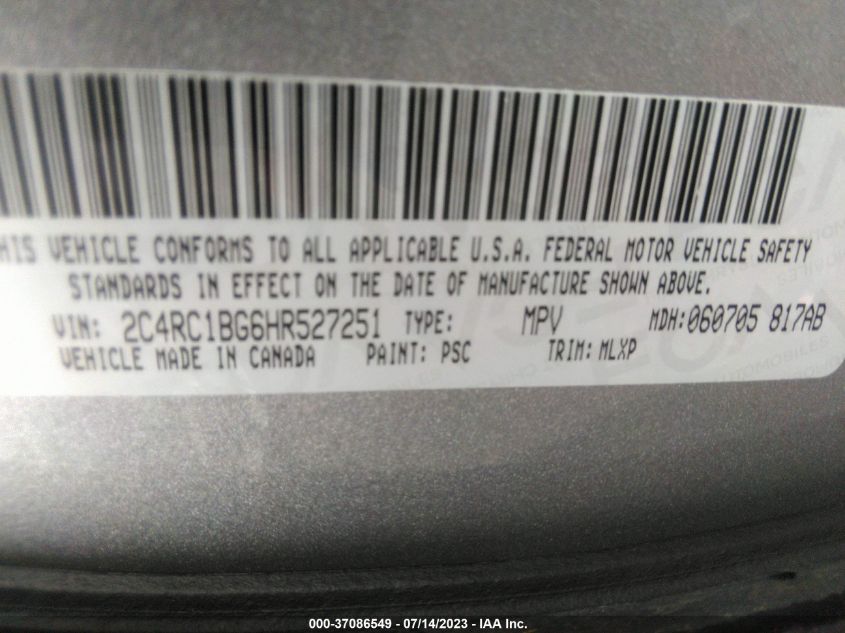 THIS VEHICLE CONFORMS TO ALL APPLICABLE U.S.A. FEDERAL MOTOR VEHICLE SAFETY
STANDARDS IN EFFECT ON THE DATE OF MANUFACTURE SHOWN ABOVE.
VIN: 2C4RC1BG6HR527251 TYPE: MPV MDH:060705 817AB
VEHICLE MADE IN CANADA PAINT: PSC TRIM: MLXP
000-37086549 - 07/14/2023 - IAA Inc.